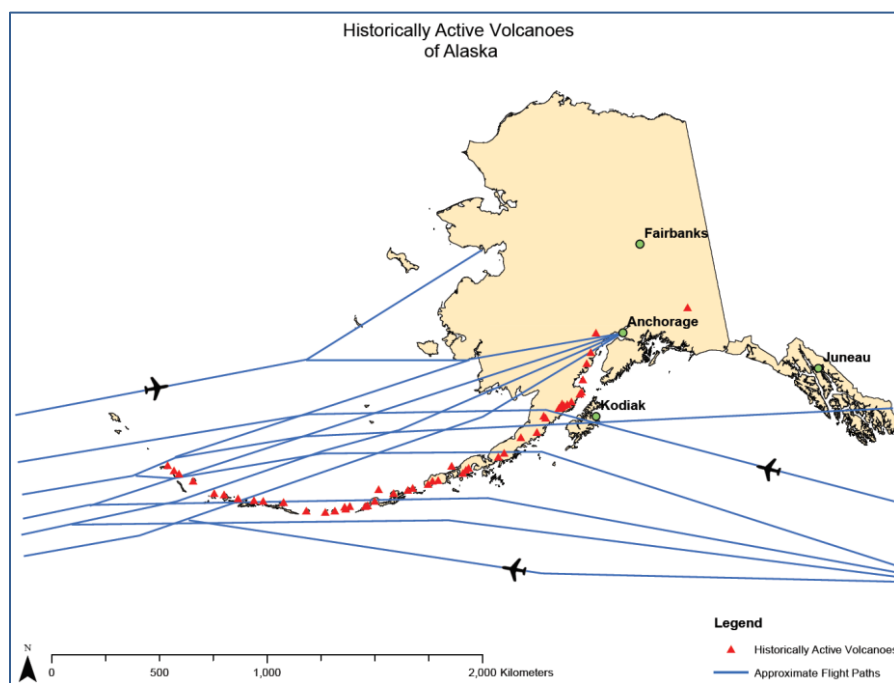 Historically Active Volcanoes
of Alaska
Fairbanks
Anchorage
Juneau
Kodiak
Legend
Historically Active Volcanoes
Approximate Flight Paths
N
0 500 1,000 2,000 Kilometers